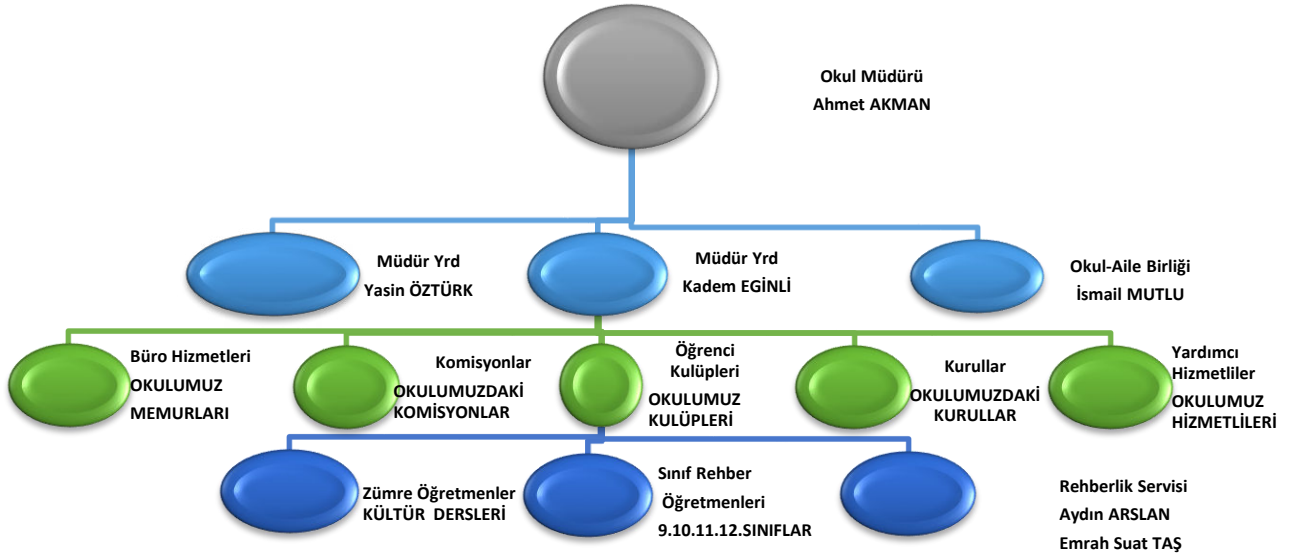 Okul Müdürü
Ahmet AKMAN
Müdür Yrd
Yasin ÖZTÜRK
Müdür Yrd
Kadem EGİNLİ
Okul-Aile Birliği
İsmail MUTLU
Büro Hizmetleri
OKULUMUZ
MEMURLARI
Komisyonlar
OKULUMUZDAKİ
KOMİSYONLAR
Öğrenci
Kulüpleri
OKULUMUZ
KULÜPLERİ
Kurullar
OKULUMUZDAKİ
KURULLAR
Yardımcı
Hizmetliler
OKULUMUZ
HİZMETLİLERİ
Zümre Öğretmenler
KÜLTÜR DERSLERİ
Sınıf Rehber
Öğretmenleri
9.10.11.12.SINIFLAR
Rehberlik Servisi
Aydın ARSLAN
Emrah Suat TAŞ